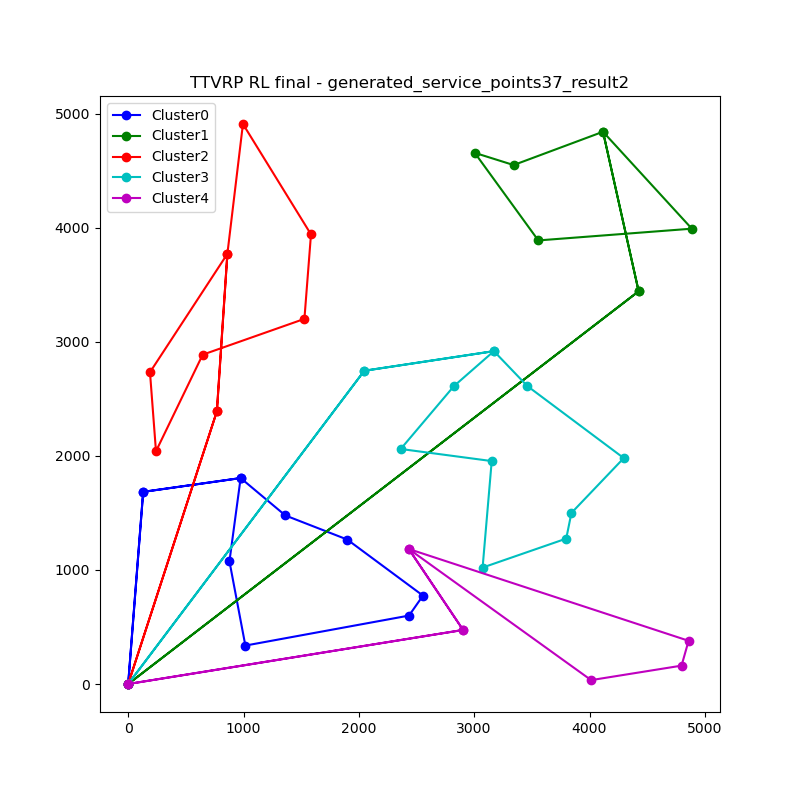 TTVRP RL final - generated_service_points37_result2
Cluster0
Cluster1
Cluster2
Cluster3
Cluster4
5000
4000
3000
2000
1000
0
0 1000 2000 3000 4000 5000